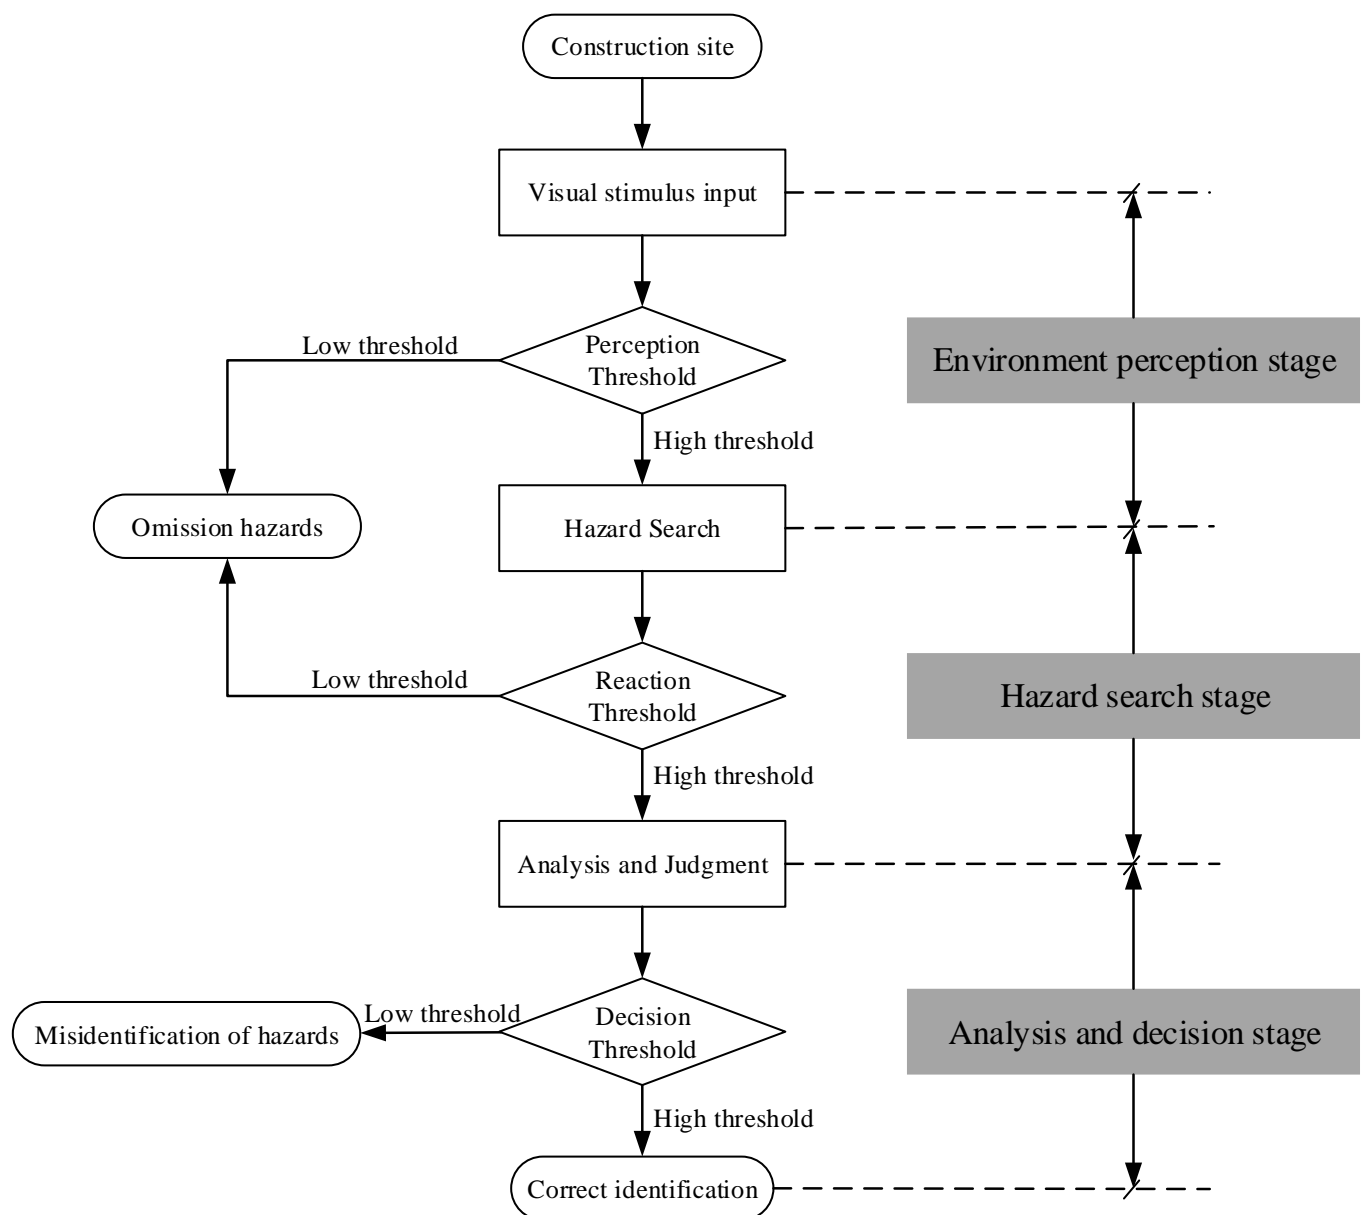 Construction site
Visual stimulus input
Low threshold
Perception
Threshold
Environment perception stage
High threshold
Omission hazards
Hazard Search
Low threshold
Reaction
Threshold
Hazard search stage
High threshold
Analysis and Judgment
Misidentification of hazards
Low threshold
Decision
Threshold
Analysis and decision stage
High threshold
Correct identification